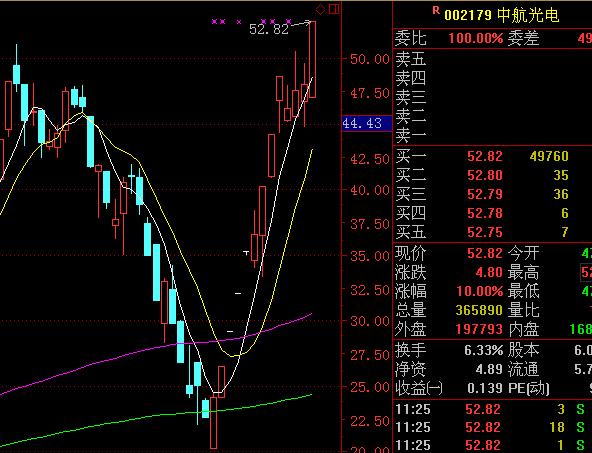 52.82
50.00
47.50
44.43
42.50
40.00
37.50
35.00
32.50
30.00
27.50
25.00
22.50
20.00
R 002179 中航光电
委比 100.00% 委差 49
卖五
卖四
卖三
卖二
卖一
买一 52.82 49760
买二 52.80 35
买三 52.79 36
买四 52.78 6
买五 52.75 7
现价 52.82 今开 47
涨跌 4.80 最高 52
涨幅 10.00% 最低 47
总量 365890 量比
外盘 197793 内盘 168
换手 6.33% 股本 6.0
净资 4.89 流通 5.7
收益㈠ 0.139 PE(动)
11:25 52.82 3 S
11:25 52.82 18 S
11:25 52.82 1 S